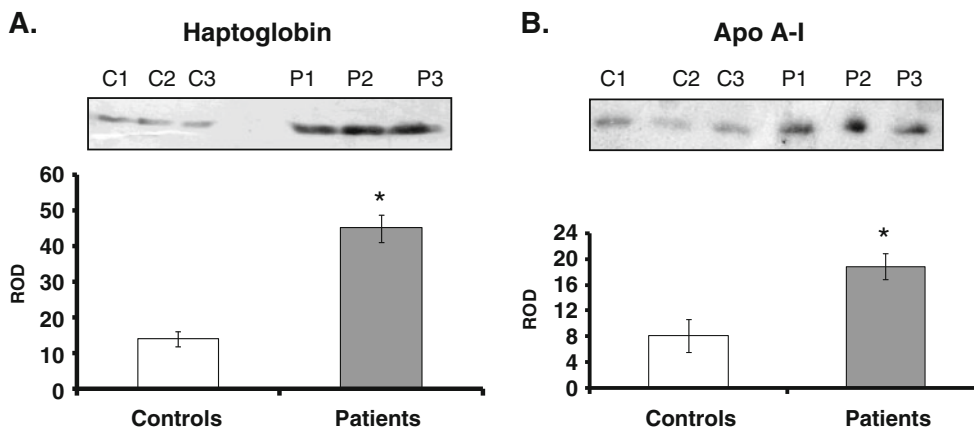 A.
Haptoglobin
C1 C2 C3 P1 P2 P3
60
50
40
30
20
10
0
ROD
*
Controls Patients
B.
Apo A-I
C1 C2 C3 P1 P2 P3
24
20
16
12
8
4
0
ROD
*
Controls Patients